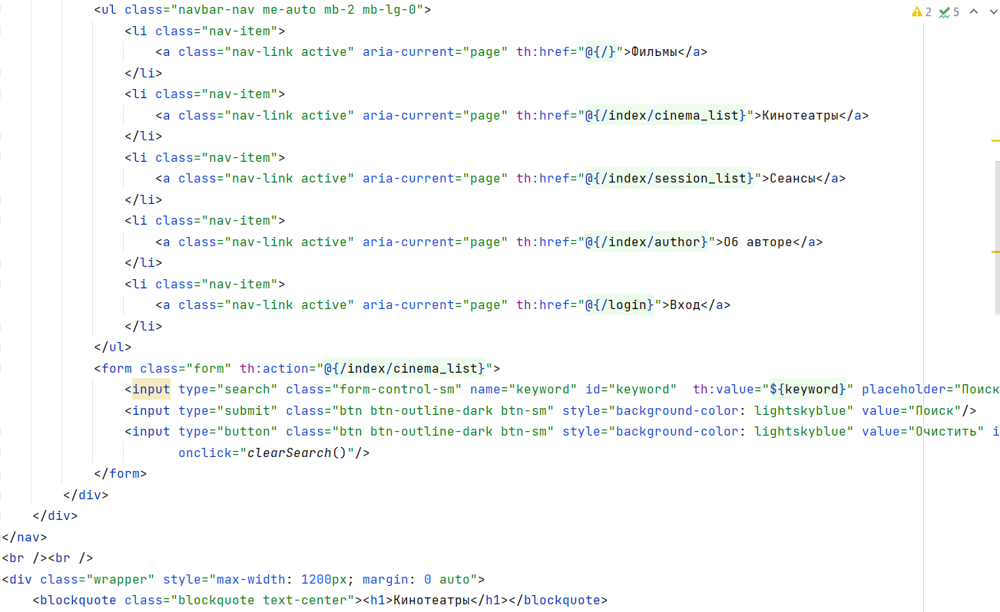 <ul class="navbar-nav me-auto mb-2 mb-lg-0">
2 5
<li class="nav-item">
<a class="nav-link active" aria-current="page" th:href="@{/}">Фильмы</a>
</li>
<li class="nav-item">
<a class="nav-link active" aria-current="page" th:href="@{/index/cinema_list}">Кинотеатры</a>
</li>
<li class="nav-item">
<a class="nav-link active" aria-current="page" th:href="@{/index/session_list}">Сеансы</a>
</li>
<li class="nav-item">
<a class="nav-link active" aria-current="page" th:href="@{/index/author}">Об авторе</a>
</li>
<li class="nav-item">
<a class="nav-link active" aria-current="page" th:href="@{/login}">Вход</a>
</li>
</ul>
<form class="form" th:action="@{/index/cinema_list}">
<input type="search" class="form-control-sm" name="keyword" id="keyword"  th:value="${keyword}" placeholder="Поиск
<input type="submit" class="btn btn-outline-dark btn-sm" style="background-color: lightskyblue" value="Поиск"/>
<input type="button" class="btn btn-outline-dark btn-sm" style="background-color: lightskyblue" value="Очистить" i
onclick="clearSearch()"/>
</form>
</div>
</div>
</nav>
<br /><br />
<div class="wrapper" style="max-width: 1200px; margin: 0 auto">
<blockquote class="blockquote text-center"><h1>Кинотеатры</h1></blockquote>